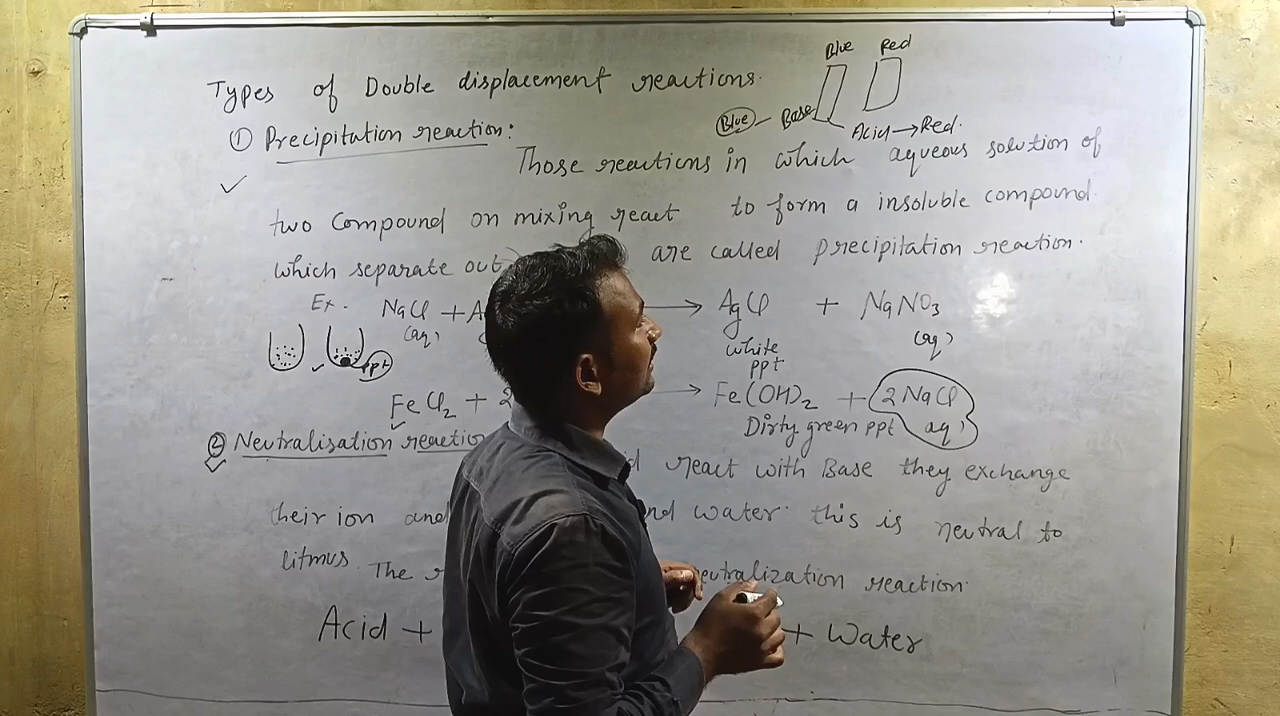 Types of Double displacement reactions.
Blue Red
Blue - Base Acid → Red.
① Precipitation reaction:
Those reactions in which aqueous solution of
two compound on mixing react to form a insoluble compound.
which separate out are called precipitation reaction.
Ex. NaCl + A → AgCl + NaNO3
(aq) white ppt (aq)
ppt
FeCl2 + 2 → Fe(OH)2 + 2 NaCl
Dirty green ppt aq)
② Neutralisation reactio
react with Base they exchange
their ion and water. this is neutral to
litmus. The neutralization reaction.
Acid + + Water